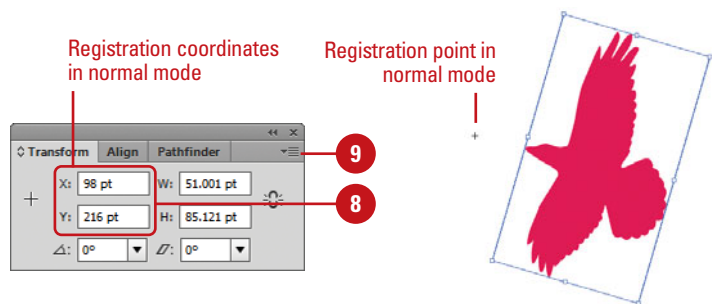 Registration coordinates
in normal mode
Registration point in
normal mode
Transform Align Pathfinder
9
X: 98 pt W: 51.001 pt
8
Y: 216 pt H: 85.121 pt
0° 0°